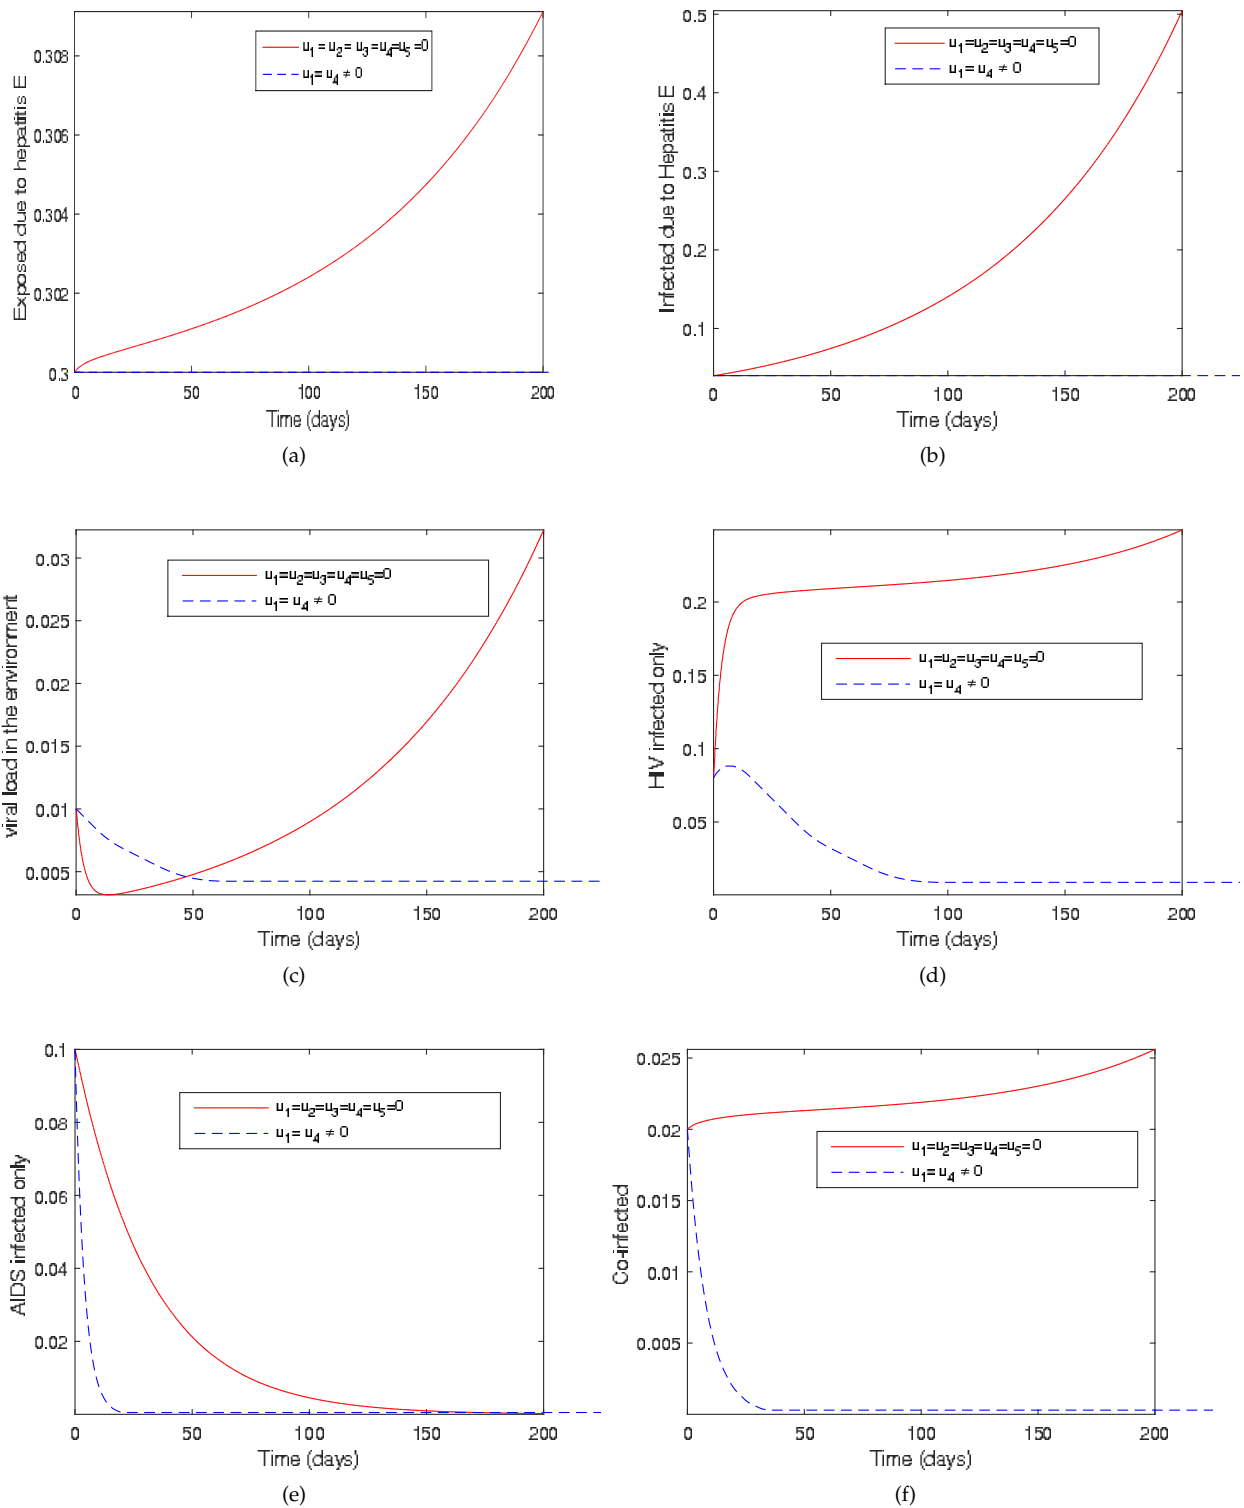 0.308
0.306
0.304
0.302
0.3
Exposed due to hepatitis E
u1 = u2= u3=u4=u5=0
u1= u4 ≠ 0
0 50 100 150 200
Time (days)
(a)
0.5
0.4
0.3
0.2
0.1
Infected due to Hepatitis E
u1=u2=u3=u4=u5=0
u1= u4 ≠ 0
0 50 100 150 200
Time (days)
(b)
0.03
0.025
0.02
0.015
0.01
0.005
viral load in the environment
u1=u2=u3=u4=u5=0
u1= u4 ≠ 0
0 50 100 150 200
Time (days)
(c)
0.2
0.15
0.1
0.05
HIV infected only
u1=u2=u3=u4=u5=0
u1= u4 ≠ 0
0 50 100 150 200
Time (days)
(d)
0.1
0.08
0.06
0.04
0.02
AIDS infected only
u1=u2=u3=u4=u5=0
u1= u4 ≠ 0
0 50 100 150 200
Time (days)
(e)
0.025
0.02
0.015
0.01
0.005
Co-infected
u1=u2=u3=u4=u5=0
u1= u4 ≠ 0
0 50 100 150 200
Time (days)
(f)